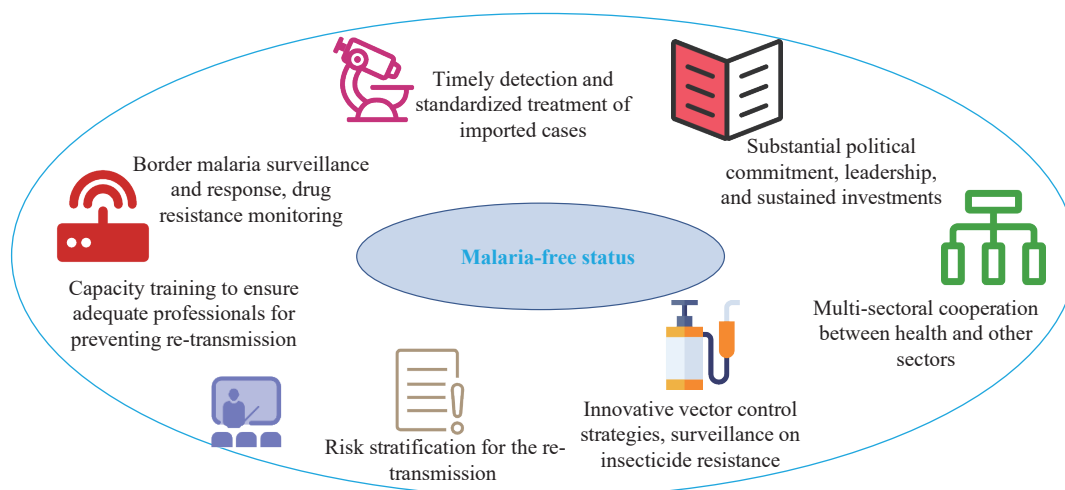 Timely detection and
standardized treatment of
imported cases
Substantial political
commitment, leadership,
and sustained investments
Border malaria surveillance
and response, drug
resistance monitoring
Malaria-free status
Capacity training to ensure
adequate professionals for
preventing re-transmission
Multi-sectoral cooperation
between health and other
sectors
Innovative vector control
strategies, surveillance on
insecticide resistance
Risk stratification for the re-
transmission